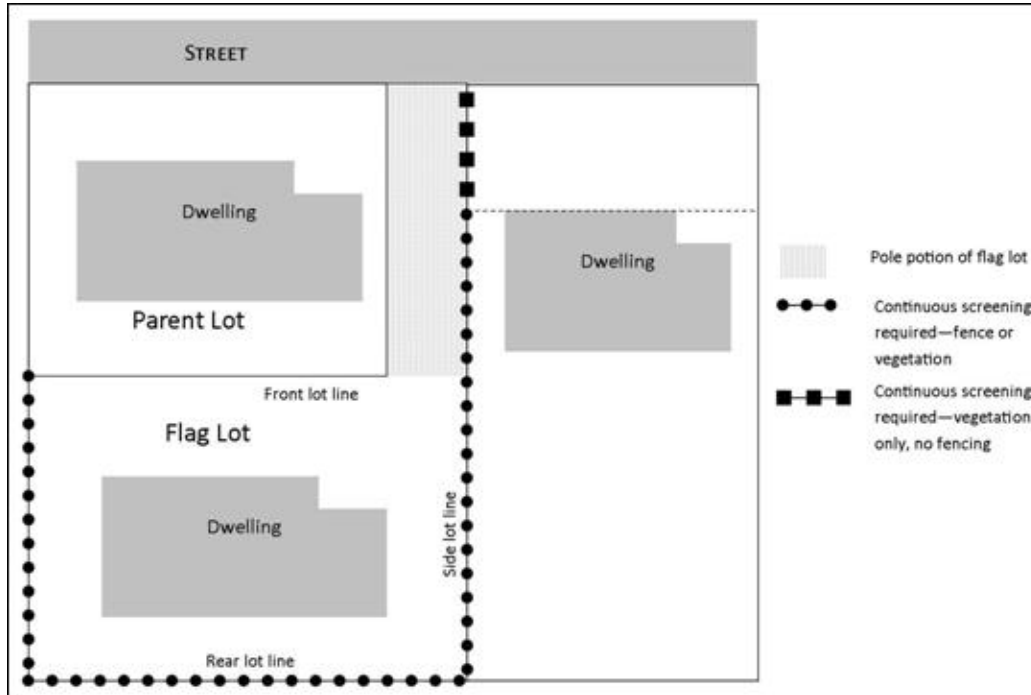 STREET
Dwelling
Parent Lot
Front lot line
Flag Lot
Dwelling
Side lot line
Rear lot line
Dwelling
Pole potion of flag lot
Continuous screening
required—fence or
vegetation
Continuous screening
required—vegetation
only, no fencing